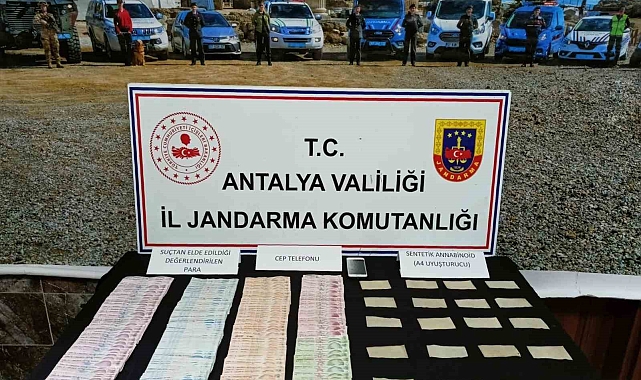 T.C.
ANTALYA VALİLİĞİ
İL JANDARMA KOMUTANLIĞI
JANDARMA
SUÇTAN ELDE EDİLDİĞİ
DEĞERLENDİRİLEN
PARA
CEP TELEFONU
SENTETİK ANNABİNOİD
(A4 UYUŞTURUCU)